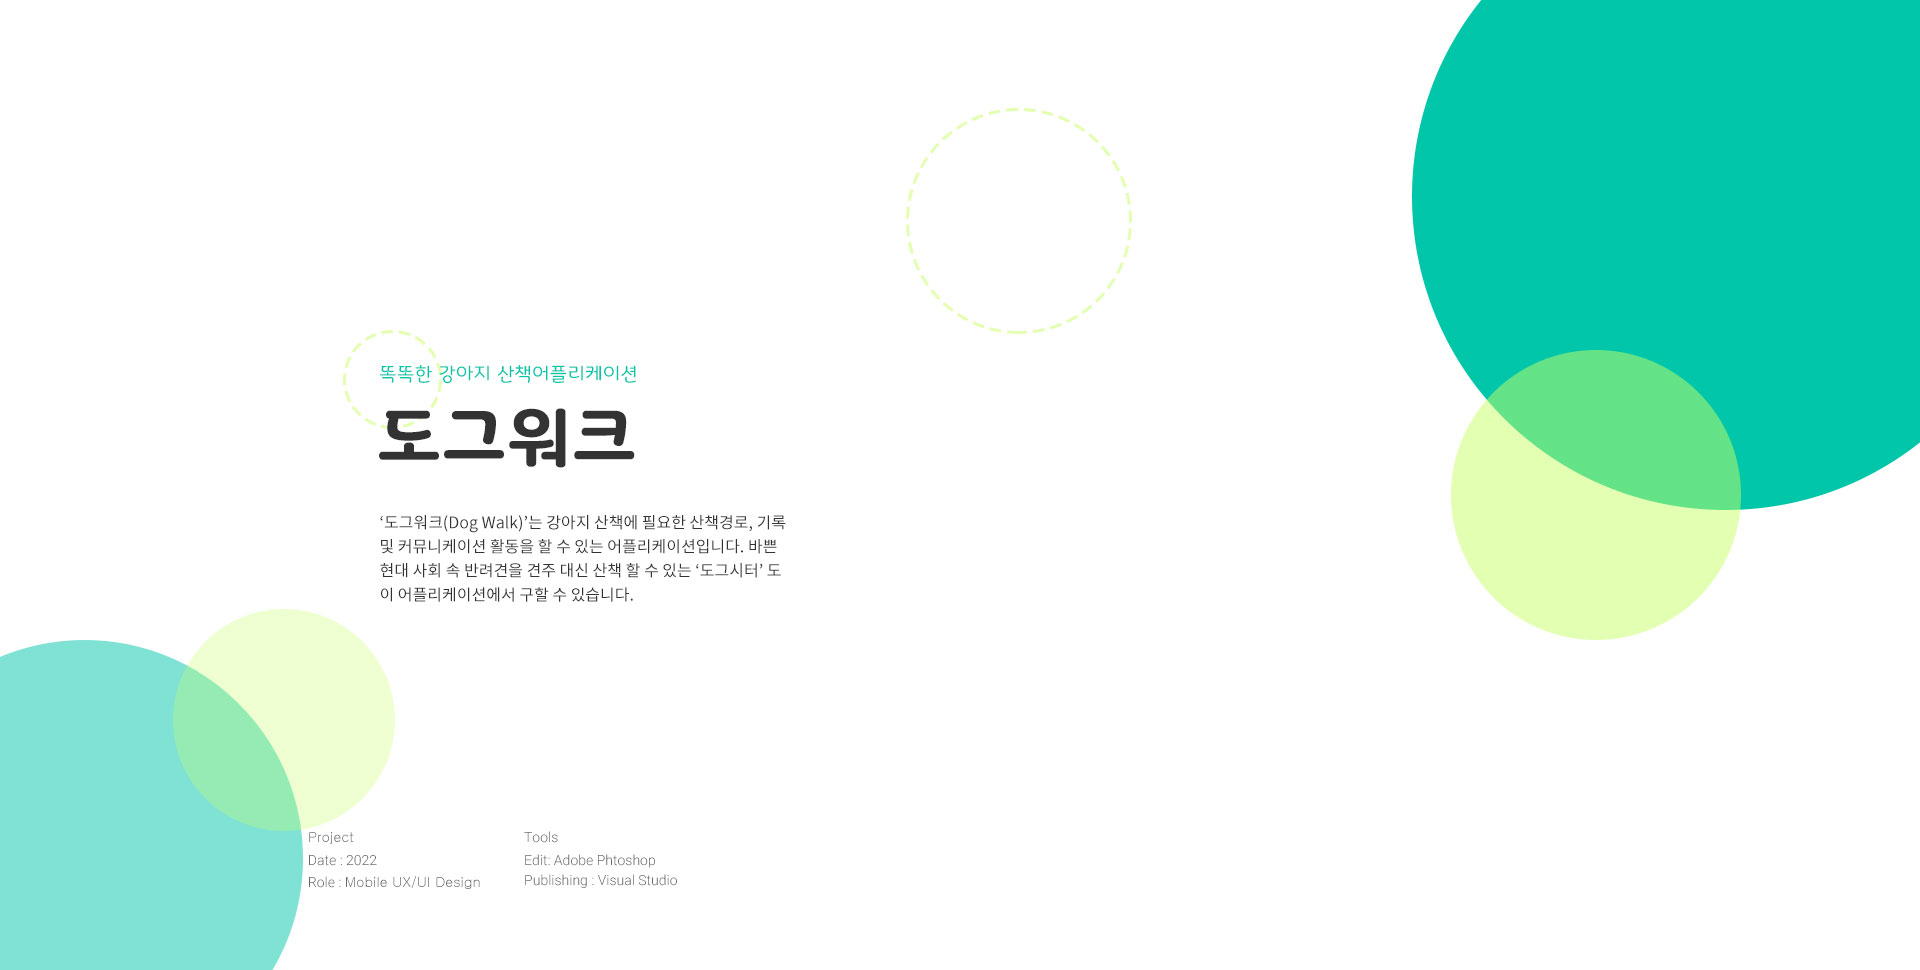 똑똑한 강아지 산책어플리케이션
도그워크
‘도그워크(Dog Walk)’는 강아지 산책에 필요한 산책경로, 기록
및 커뮤니케이션 활동을 할 수 있는 어플리케이션입니다. 바쁜
현대 사회 속 반려견을 견주 대신 산책 할 수 있는 ‘도그시터’ 도
이 어플리케이션에서 구할 수 있습니다.
Project
Date : 2022
Role : Mobile UX/UI Design
Tools
Edit: Adobe Phtoshop
Publishing : Visual Studio